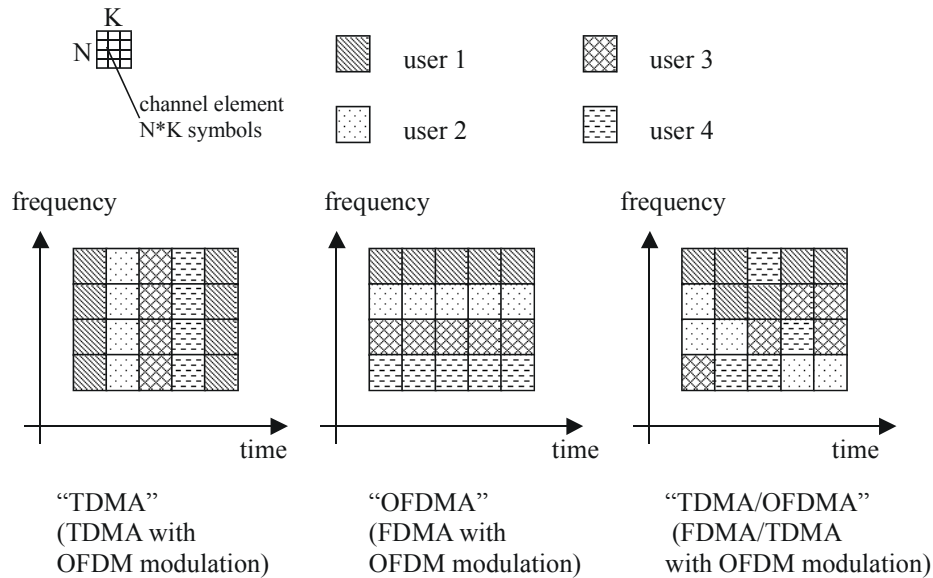 K
N
channel element
N*K symbols
user 1
user 3
user 2
user 4
frequency
frequency
frequency
time
time
time
“TDMA”
(TDMA with
OFDM modulation)
“OFDMA”
(FDMA with
OFDM modulation)
“TDMA/OFDMA”
(FDMA/TDMA
with OFDM modulation)